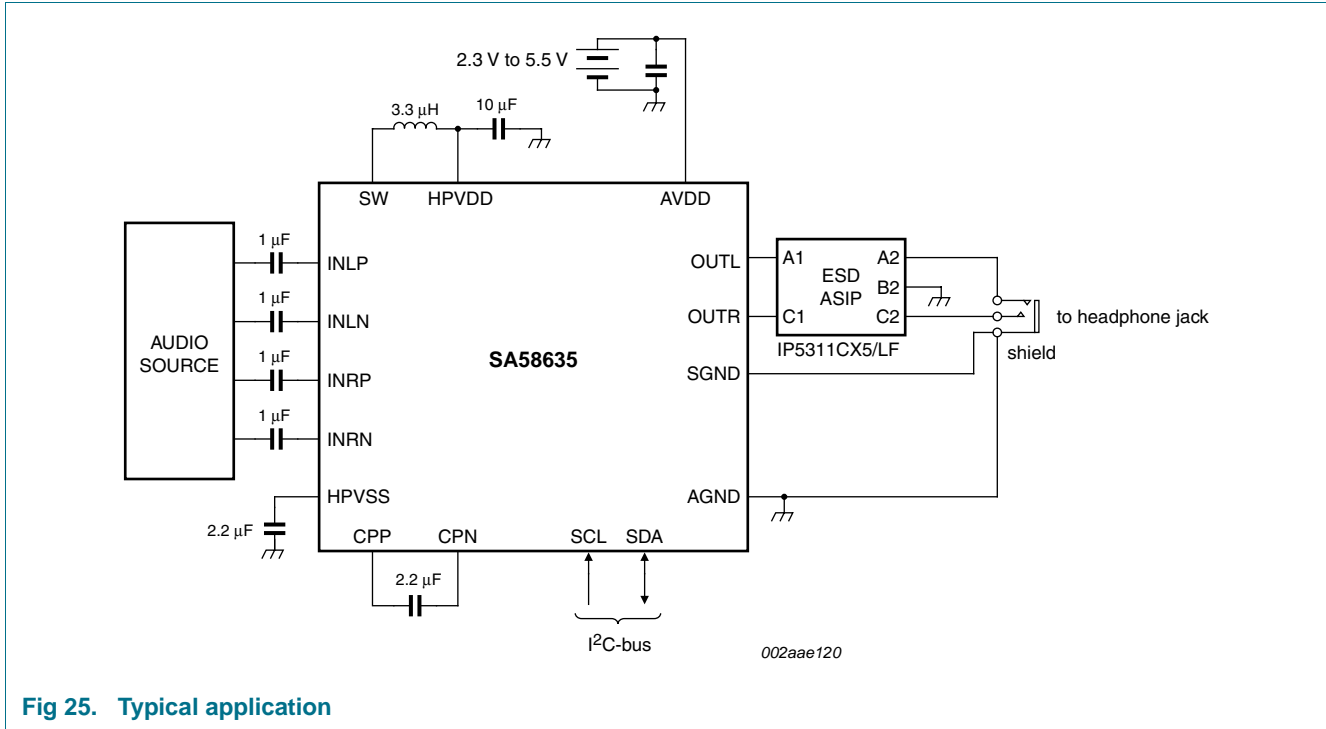 2.3 V to 5.5 V
3.3 μH
10 μF
SW
HPVDD
AVDD
AUDIO
SOURCE
1 μF
1 μF
1 μF
1 μF
INLP
INLN
INRP
INRN
HPVSS
2.2 μF
CPP
CPN
2.2 μF
SCL
SDA
I2C-bus
SA58635
OUTL
OUTR
SGND
AGND
A1
A2
ESD
ASIP
B2
C1
C2
IP5311CX5/LF
to headphone jack
shield
002aae120
Fig 25. Typical application